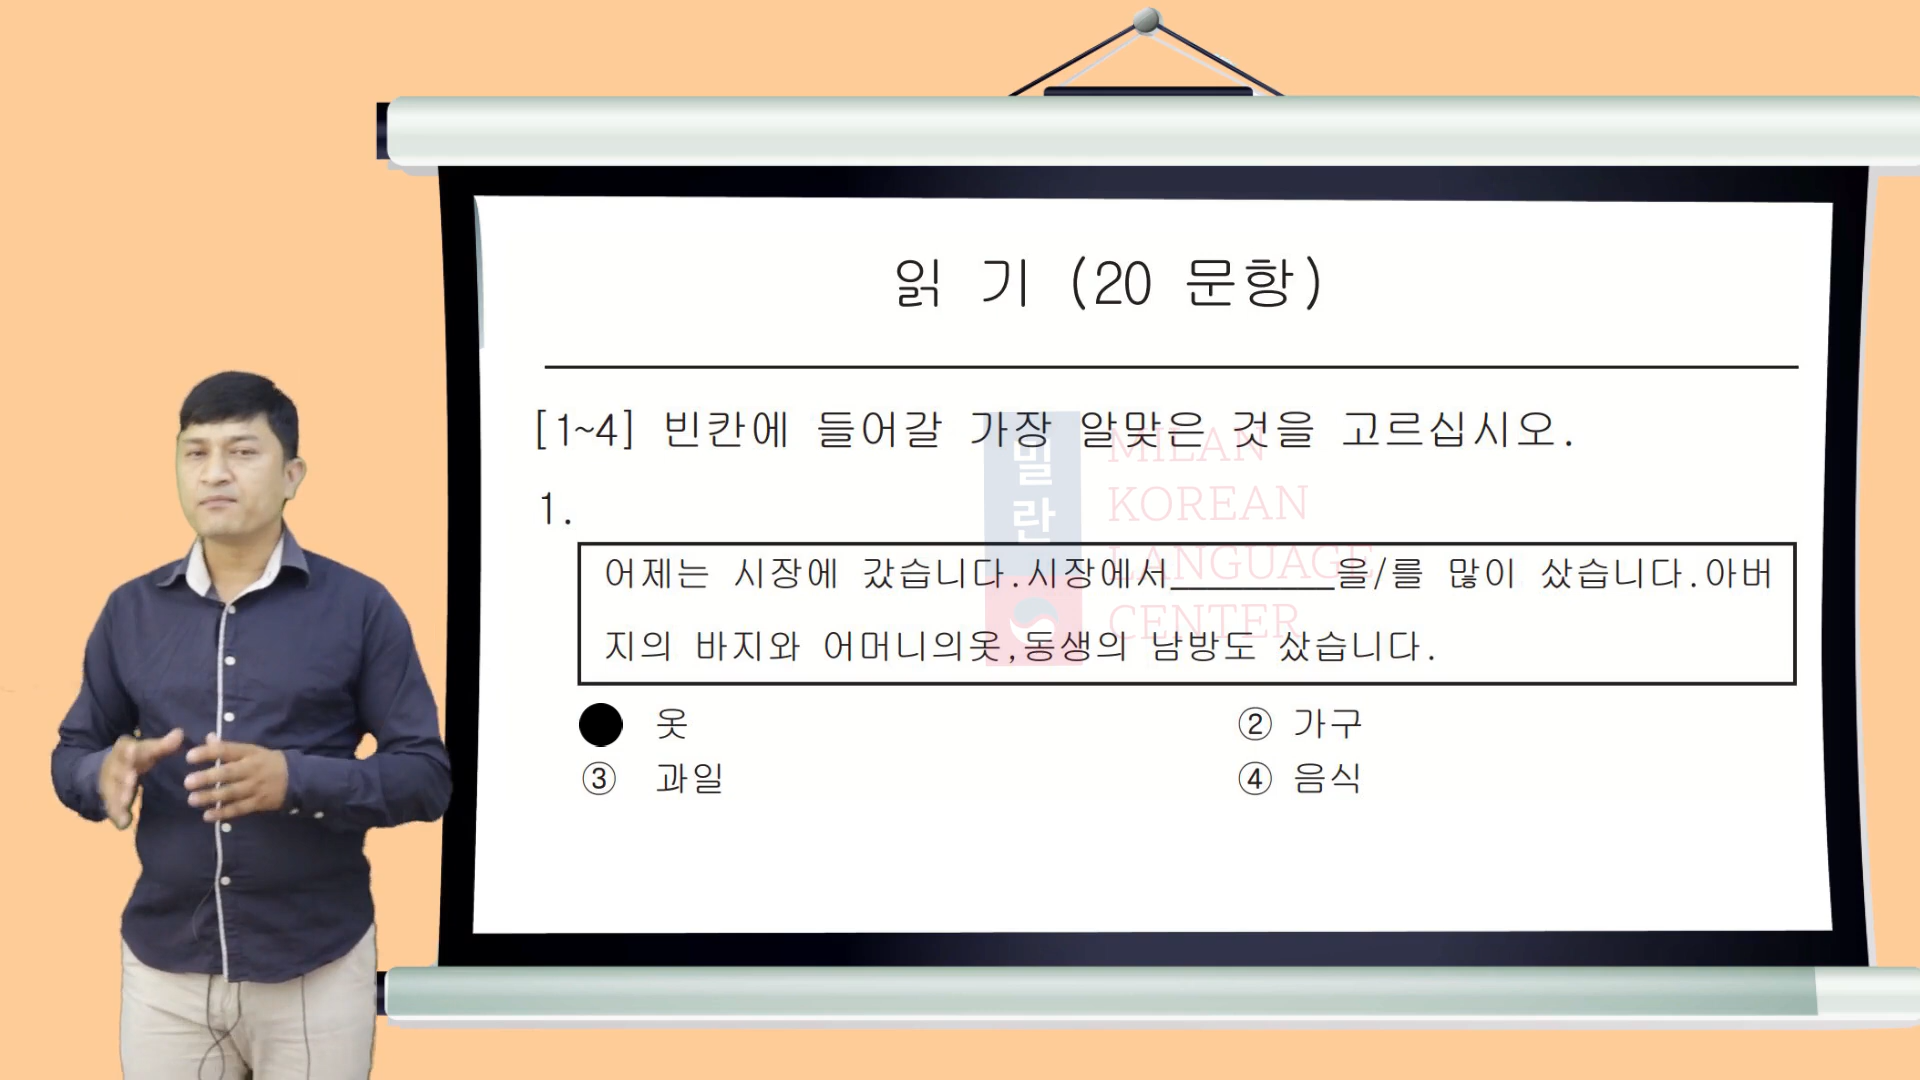 읽 기 (20 문항)
[1~4] 빈칸에 들어갈 가장 알맞은 것을 고르십시오.
1.
어제는 시장에 갔습니다.시장에서_________을/를 많이 샀습니다.아버
지의 바지와 어머니의옷,동생의 남방도 샀습니다.
옷
② 가구
③ 과일
④ 음식
밀
란
MILAN
KOREAN
LANGUAGE
CENTER